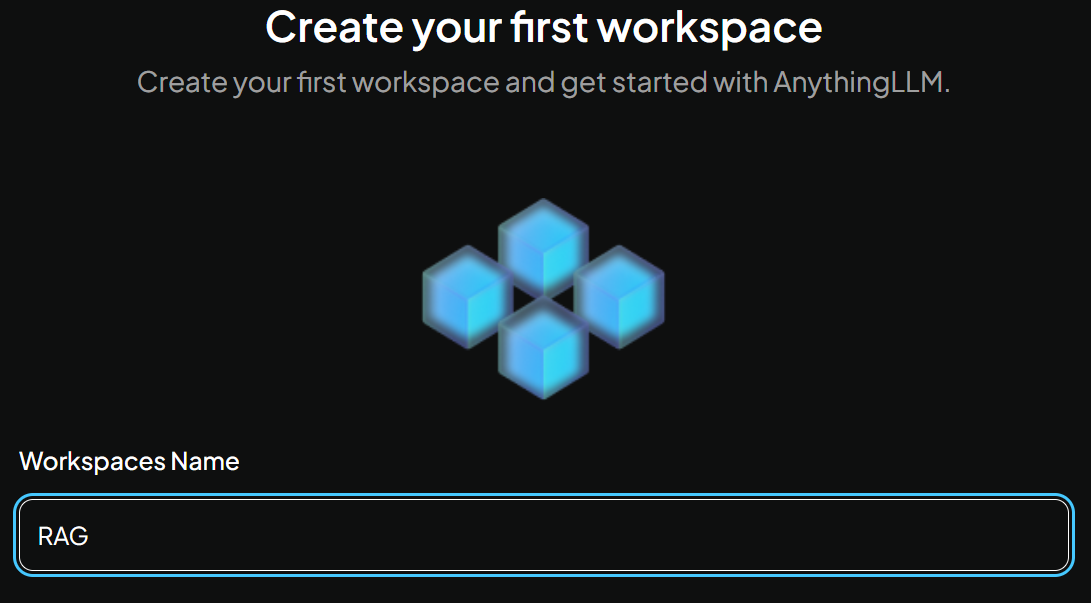 Create your first workspace
Create your first workspace and get started with AnythingLLM.
Workspaces Name
RAG